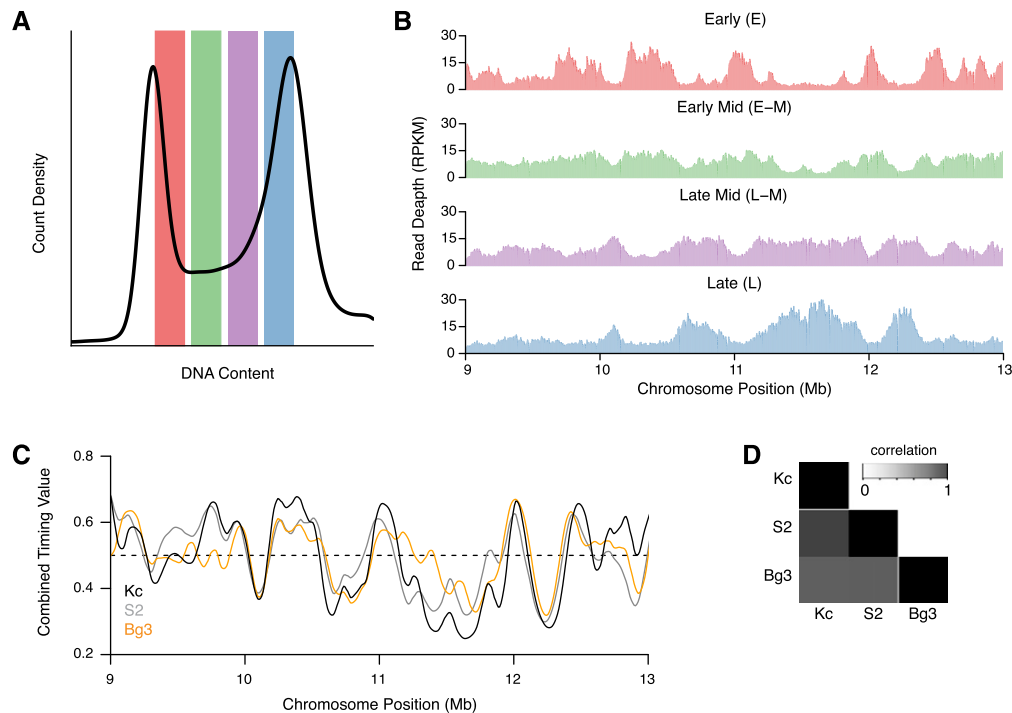 A
Count Density
DNA Content
B
Read Deapth (RPKM)
Early (E)
30
15
0
Early Mid (E−M)
30
15
0
Late Mid (L−M)
30
15
0
Late (L)
30
15
0
9 10 11 12 13
Chromosome Position (Mb)
C
Combined Timing Value
0.8
0.6
0.4
0.2
Kc
S2
Bg3
9 10 11 12 13
Chromosome Position (Mb)
D
correlation
0 1
Kc
S2
Bg3
Kc S2 Bg3